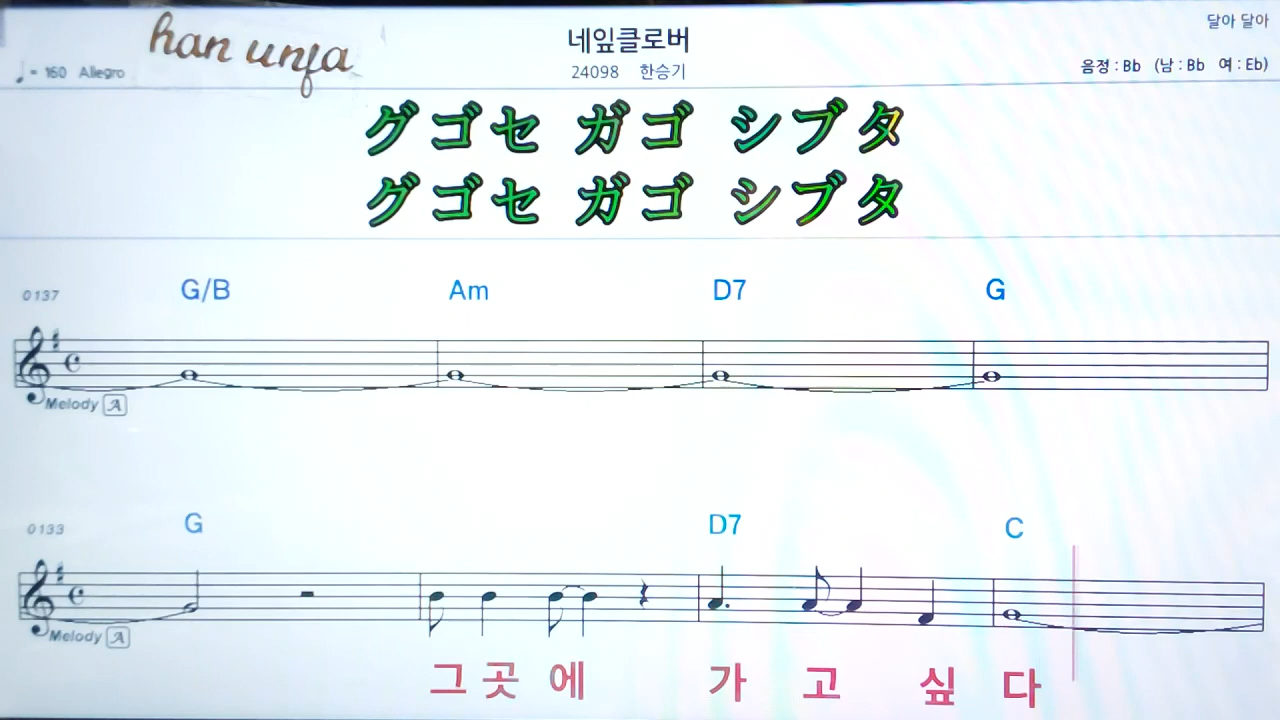 han unfa
네잎클로버
달아 달아
♩= 160 Allegro
24098 한승기
음정 : Bb (남 : Bb 여 : Eb)
グゴセ ガゴ シブタ
グゴセ ガゴ シブタ
0137 G/B Am D7 G
Melody A
0133 G D7 C
Melody A
그곳에 가고 싶다